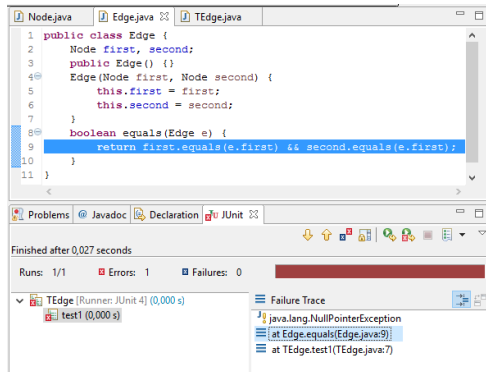 Node.java Edge.java TEdge.java
1 public class Edge {
2     Node first, second;
3     public Edge() {}
4     Edge(Node first, Node second) {
5         this.first = first;
6         this.second = second;
7     }
8     boolean equals(Edge e) {
9         return first.equals(e.first) && second.equals(e.first);
10     }
11 }
Problems @ Javadoc Declaration JUnit
Finished after 0,027 seconds
Runs: 1/1 Errors: 1 Failures: 0
TEdge [Runner: JUnit 4] (0,000 s)
test1 (0,000 s)
Failure Trace
java.lang.NullPointerException
at Edge.equals(Edge.java:9)
at TEdge.test1(TEdge.java:7)